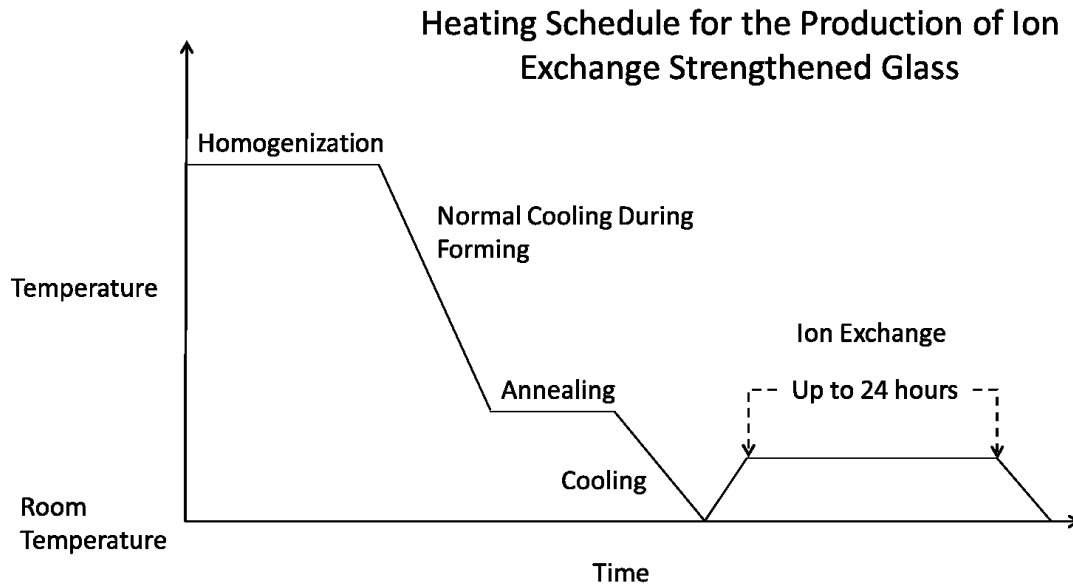 Heating Schedule for the Production of Ion
Exchange Strengthened Glass
Homogenization
Normal Cooling During
Forming
Temperature
Ion Exchange
Annealing
Up to 24 hours
Cooling
Room
Temperature
Time